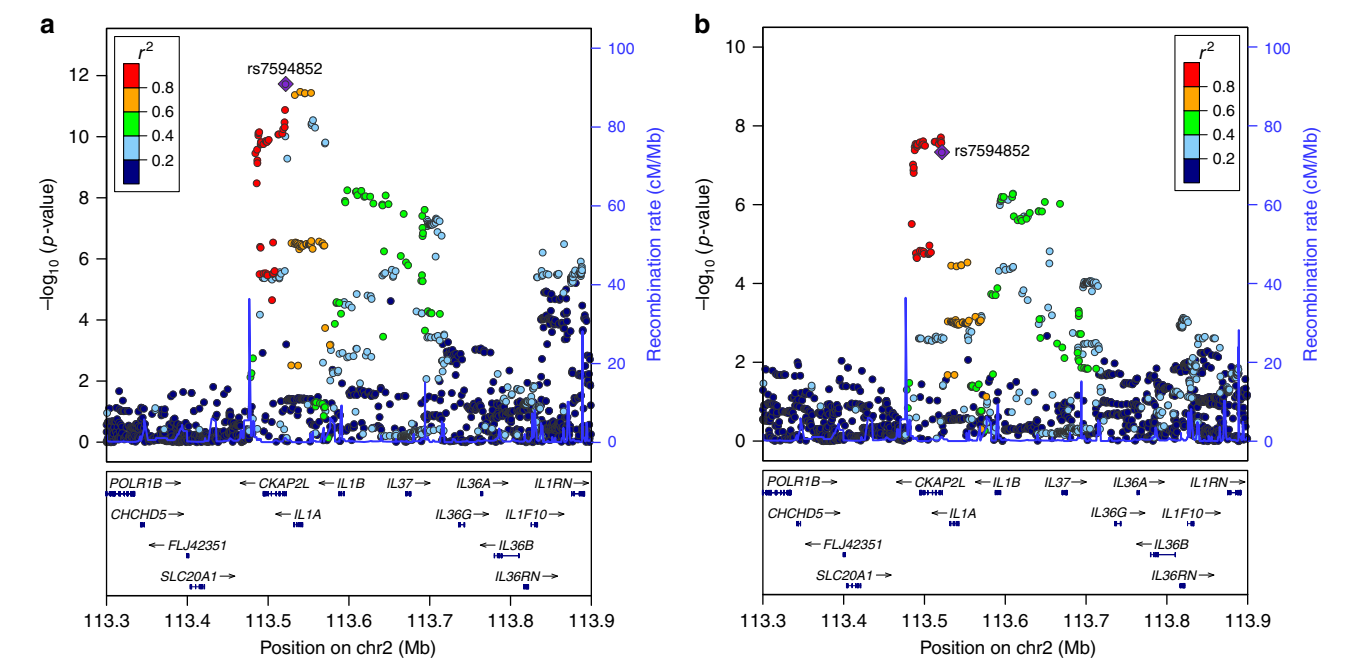 a
r2
0.8
0.6
0.4
0.2
rs7594852
12
10
8
6
4
2
0
–log10 (p-value)
100
80
60
40
20
0
Recombination rate (cM/Mb)
POLR1B → ← CKAP2L ← IL1B IL37 → IL36A → IL1RN →
CHCHD5 → ← IL1A IL36G → IL1F10 →
← FLJ42351 ← IL36B
SLC20A1 → IL36RN →
113.3 113.4 113.5 113.6 113.7 113.8 113.9
Position on chr2 (Mb)
b
r2
0.8
0.6
0.4
0.2
rs7594852
10
8
6
4
2
0
–log10 (p-value)
100
80
60
40
20
0
Recombination rate (cM/Mb)
POLR1B → ← CKAP2L ← IL1B IL37 → IL36A → IL1RN →
CHCHD5 → ← IL1A IL36G → IL1F10 →
← FLJ42351 ← IL36B
SLC20A1 → IL36RN →
113.3 113.4 113.5 113.6 113.7 113.8 113.9
Position on chr2 (Mb)